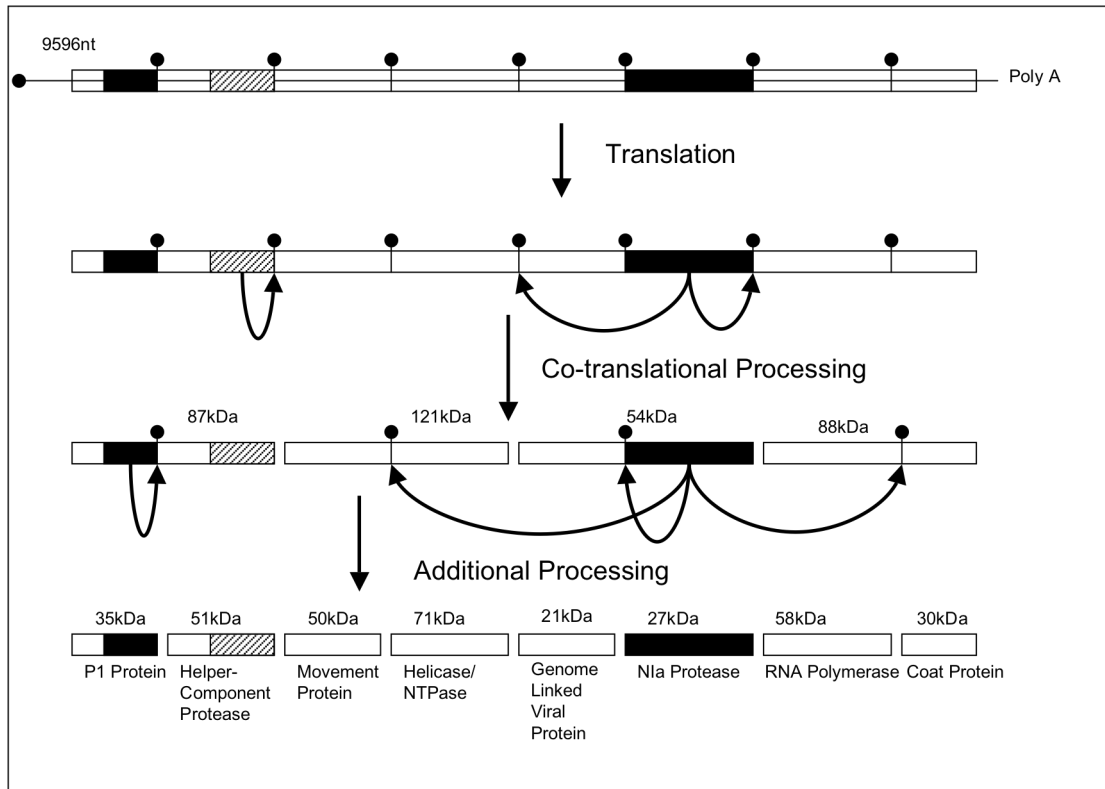 9596nt
Poly A
Translation
Co-translational Processing
87kDa
121kDa
54kDa
88kDa
Additional Processing
35kDa
51kDa
50kDa
71kDa
21kDa
27kDa
58kDa
30kDa
P1 Protein
Helper-
Component
Protease
Movement
Protein
Helicase/
NTPase
Genome
Linked
Viral
Protein
NIa Protease
RNA Polymerase
Coat Protein